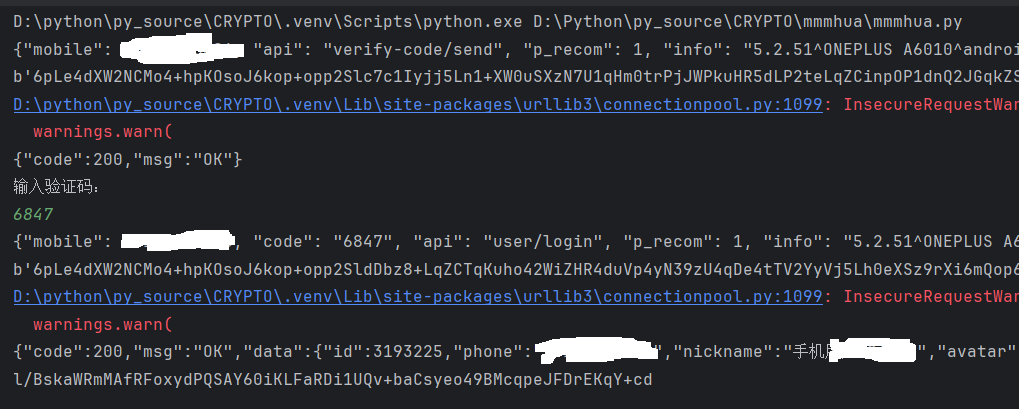 D:\python\py_source\CRYPTO\.venv\Scripts\python.exe D:\Python\py_source\CRYPTO\mmmhua\mmmhua.py
{"mobile": "api": "verify-code/send", "p_recom": 1, "info": "5.2.51^ONEPLUS A6010^androi
b'6pLe4dXW2NCMo4+hpKOsoJ6kop+opp2Slc7c1Iyjj5Ln1+XW0uSXzN7U1qHm0trPjJWPkuHR5dLP2teLqZCinpOP1dnQ2JGqkZS
D:\python\py_source\CRYPTO\.venv\Lib\site-packages\urllib3\connectionpool.py:1099: InsecureRequestWar
warnings.warn(
{"code":200,"msg":"OK"}
输入验证码：
6847
{"mobile": , "code": "6847", "api": "user/login", "p_recom": 1, "info": "5.2.51^ONEPLUS A6
b'6pLe4dXW2NCMo4+hpKOsoJ6kop+opp2SldDbz8+LqZCTqKuho42WiZHR4duVp4yN39zU4qDe4tTV2YyVj5Lh0eXSz9rXi6mQop6
D:\python\py_source\CRYPTO\.venv\Lib\site-packages\urllib3\connectionpool.py:1099: InsecureRequestWar
warnings.warn(
{"code":200,"msg":"OK","data":{"id":3193225,"phone": ","nickname":"手机 ","avatar"
l/BskaWRmMAfRFoxydPQSAY60iKLFaRDi1UQv+baCsyeo49BMcqpeJFDrEKqY+cd